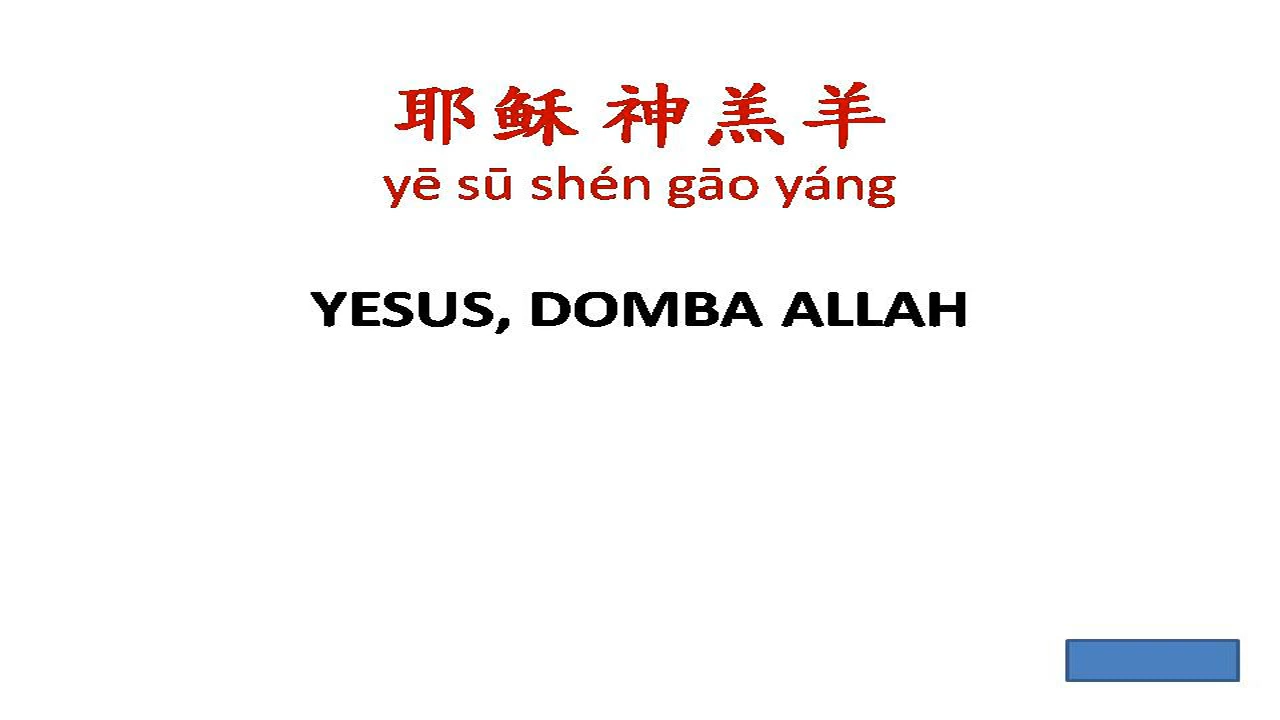 耶稣 神羔羊
yē sū shén gāo yáng
YESUS, DOMBA ALLAH